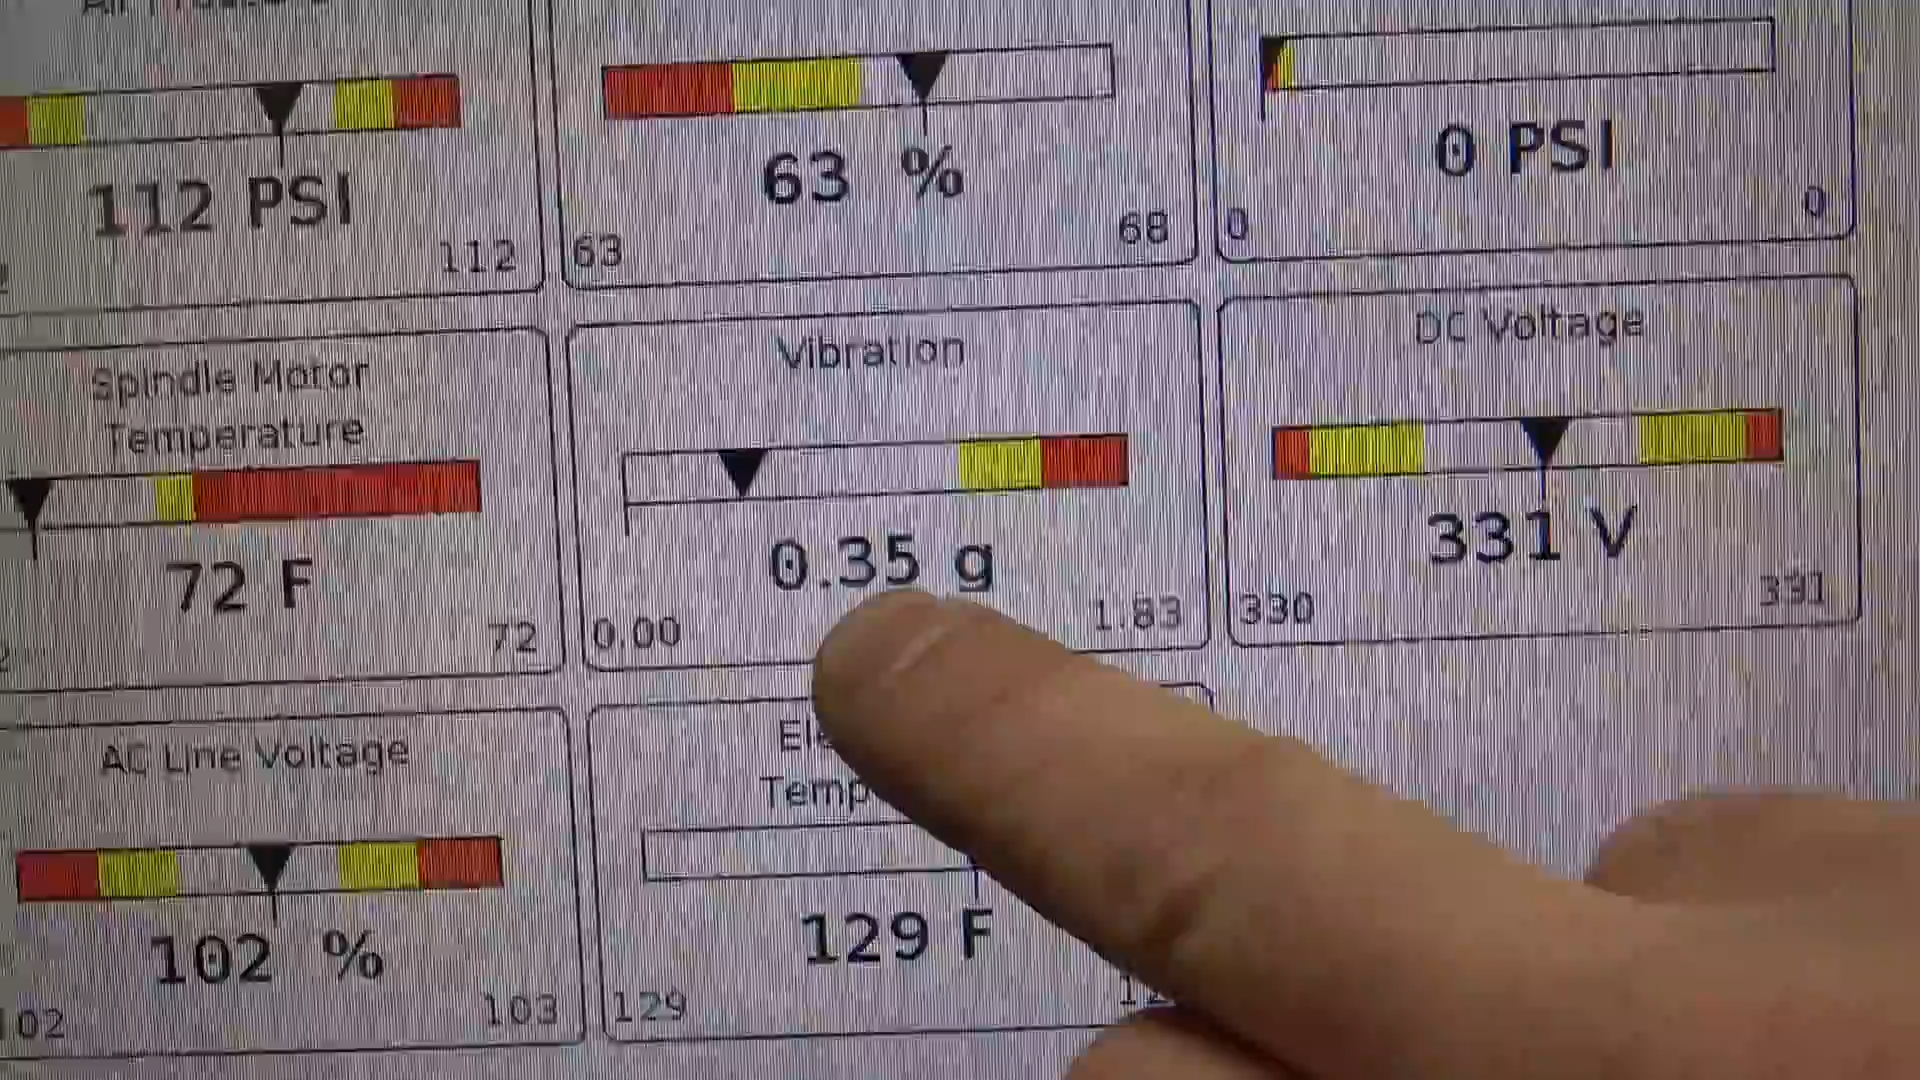 112 PSI
112
63 %
63
68
0 PSI
0
0
Spindle Motor
Temperature
72 F
72
Vibration
0.35 g
0.00
1.83
DC Voltage
331 V
330
331
AC Line Voltage
102 %
102
103
129 F
129